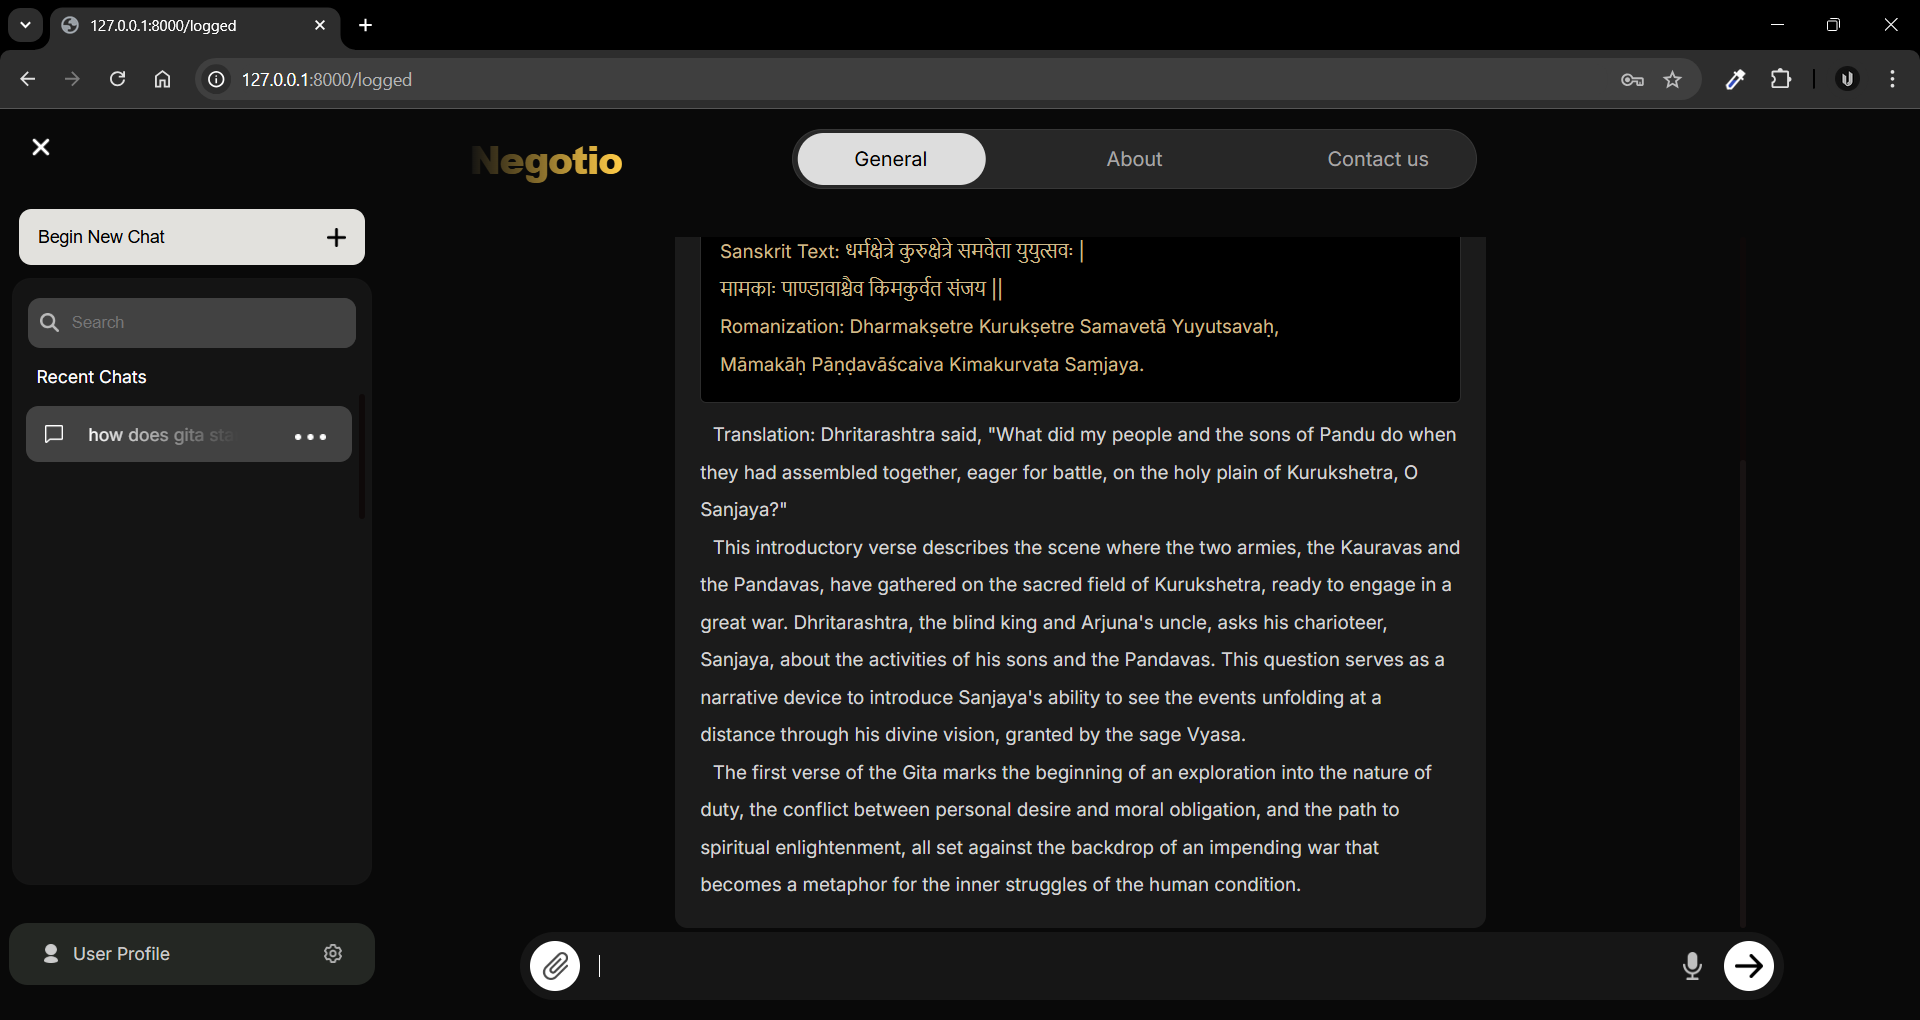 127.0.0.1:8000/logged
127.0.0.1:8000/logged
Negotio
General
About
Contact us
Begin New Chat
Search
Recent Chats
how does gita sta
User Profile
Sanskrit Text: धर्मक्षेत्रे कुरुक्षेत्रे समवेता युयुत्सवः |
मामकाः पाण्डावाश्चैव किमकुर्वत संजय ||
Romanization: Dharmakṣetre Kurukṣetre Samavetā Yuyutsavaḥ,
Māmakāḥ Pāṇḍavāścaiva Kimakurvata Saṃjaya.
Translation: Dhritarashtra said, "What did my people and the sons of Pandu do when
they had assembled together, eager for battle, on the holy plain of Kurukshetra, O
Sanjaya?"
This introductory verse describes the scene where the two armies, the Kauravas and
the Pandavas, have gathered on the sacred field of Kurukshetra, ready to engage in a
great war. Dhritarashtra, the blind king and Arjuna's uncle, asks his charioteer,
Sanjaya, about the activities of his sons and the Pandavas. This question serves as a
narrative device to introduce Sanjaya's ability to see the events unfolding at a
distance through his divine vision, granted by the sage Vyasa.
The first verse of the Gita marks the beginning of an exploration into the nature of
duty, the conflict between personal desire and moral obligation, and the path to
spiritual enlightenment, all set against the backdrop of an impending war that
becomes a metaphor for the inner struggles of the human condition.